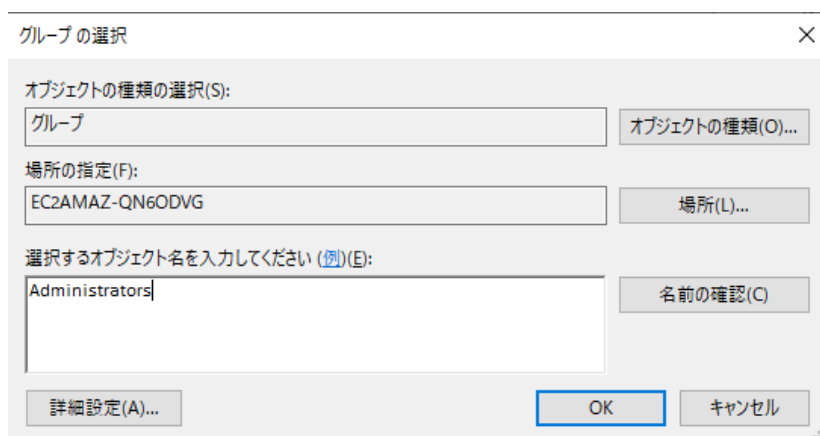 グループ の選択
オブジェクトの種類の選択(S):
グループ
オブジェクトの種類(O)...
場所の指定(F):
EC2AMAZ-QN6ODVG
場所(L)...
選択するオブジェクト名を入力してください (例)(E):
Administrators
名前の確認(C)
詳細設定(A)...
OK
キャンセル